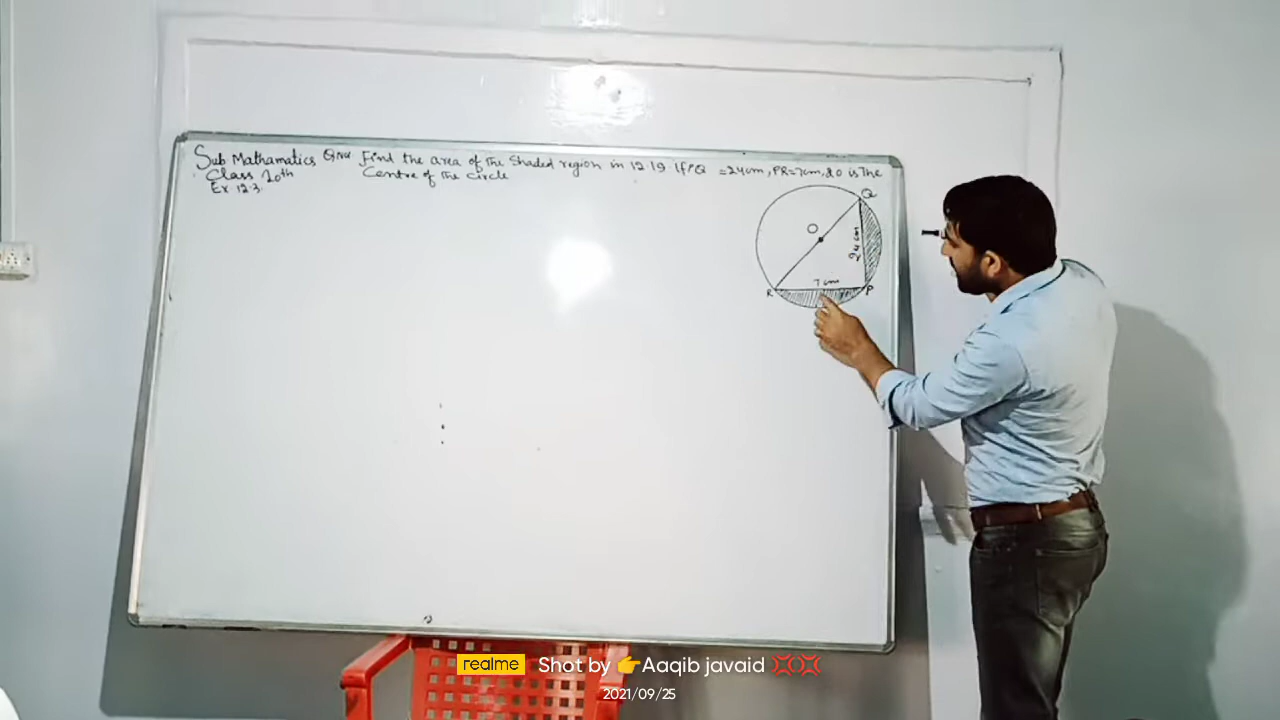 Sub Mathamatics Q No1 Find the area of the Shaded region in 12.19 If PQ = 24cm, PR=7cm, & O is The
Class 10th Centre of the circle
Ex 12.3
Q
O
24 cm
7 cm
R P
realme Shot by 👉Aaqib javaid 💢💢
2021/09/25